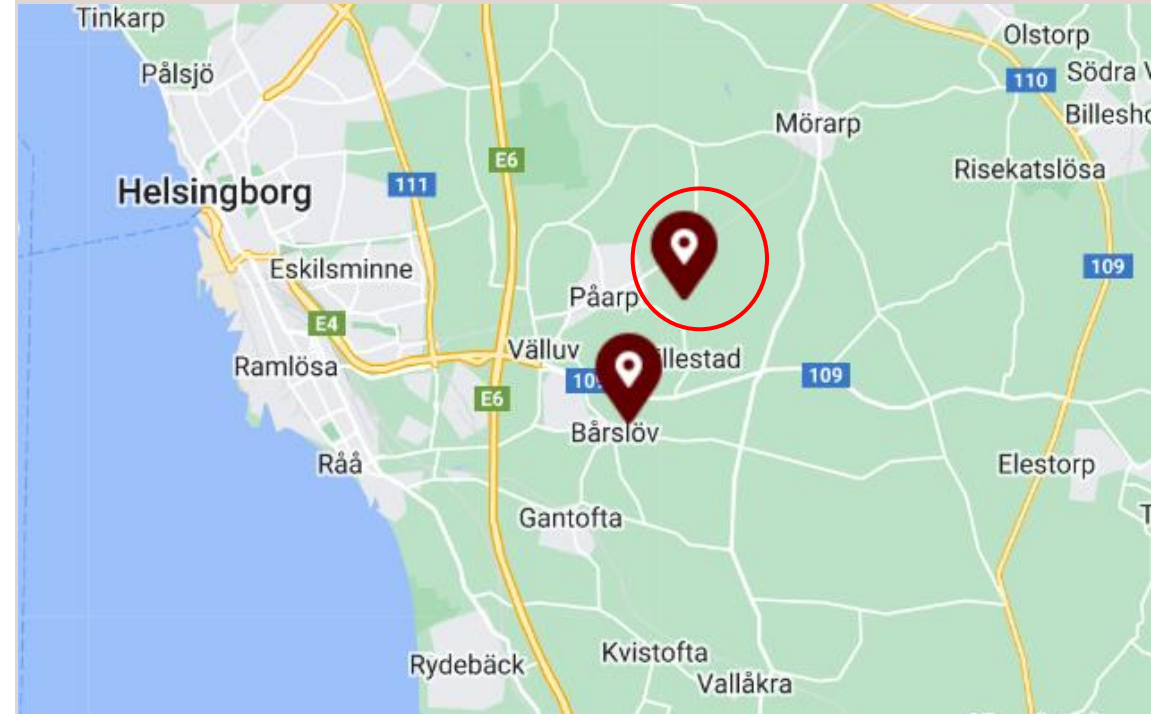 Tinkarp
Olstorp
Pålsjö
110
Södra V
Billesho
Mörarp
E6
Risekatslösa
Helsingborg
111
Eskilsminne
109
Påarp
E4
Välluv
llestad
Ramlösa
10
109
E6
Bårslöv
Råå
Elestorp
T
Gantofta
Kvistofta
Rydebäck
Vallåkra